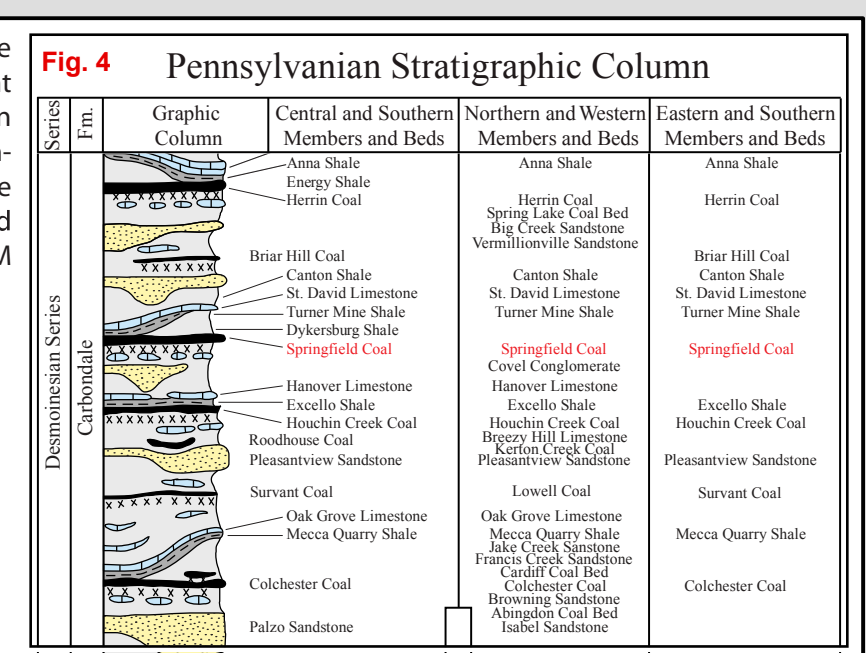 e
t
n
-
e
d
M
Fig. 4
Pennsylvanian Stratigraphic Column
Series
Fm.
Graphic
Column
Central and Southern
Members and Beds
Northern and Western
Members and Beds
Eastern and Southern
Members and Beds
Desmoinesian Series
Carbondale
Anna Shale
Energy Shale
Herrin Coal
Briar Hill Coal
Canton Shale
St. David Limestone
Turner Mine Shale
Dykersburg Shale
Springfield Coal
Hanover Limestone
Excello Shale
Houchin Creek Coal
Roodhouse Coal
Pleasantview Sandstone
Survant Coal
Oak Grove Limestone
Mecca Quarry Shale
Colchester Coal
Palzo Sandstone
Anna Shale
Herrin Coal
Spring Lake Coal Bed
Big Creek Sandstone
Vermillionville Sandstone
Canton Shale
St. David Limestone
Turner Mine Shale
Springfield Coal
Covel Conglomerate
Hanover Limestone
Excello Shale
Houchin Creek Coal
Breezy Hill Limestone
Kerton Creek Coal
Pleasantview Sandstone
Lowell Coal
Oak Grove Limestone
Mecca Quarry Shale
Jake Creek Sanstone
Francis Creek Sandstone
Cardiff Coal Bed
Colchester Coal
Browning Sandstone
Abingdon Coal Bed
Isabel Sandstone
Anna Shale
Herrin Coal
Briar Hill Coal
Canton Shale
St. David Limestone
Turner Mine Shale
Springfield Coal
Excello Shale
Houchin Creek Coal
Pleasantview Sandstone
Survant Coal
Mecca Quarry Shale
Colchester Coal